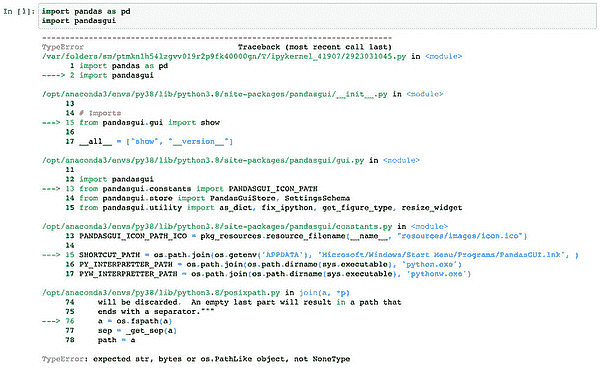 In [1]: import pandas as pd
import pandasgui
TypeError Traceback (most recent call last)
/var/folders/sm/ptmkn1h541zgvv019r2p9fk40000gn/T/ipykernel_41907/2923031045.py in <module>
1 import pandas as pd
----> 2 import pandasgui
/opt/anaconda3/envs/py38/lib/python3.8/site-packages/pandasgui/__init__.py in <module>
13
14 # Imports
---> 15 from pandasgui.gui import show
16
17 __all__ = ["show", "__version__"]
/opt/anaconda3/envs/py38/lib/python3.8/site-packages/pandasgui/gui.py in <module>
11
12 import pandasgui
---> 13 from pandasgui.constants import PANDASGUI_ICON_PATH
14 from pandasgui.store import PandasGuiStore, SettingsSchema
15 from pandasgui.utility import as_dict, fix_ipython, get_figure_type, resize_widget
/opt/anaconda3/envs/py38/lib/python3.8/site-packages/pandasgui/constants.py in <module>
13 PANDASGUI_ICON_PATH_ICO = pkg_resources.resource_filename(__name__, "resources/images/icon.ico")
14
---> 15 SHORTCUT_PATH = os.path.join(os.getenv('APPDATA'), 'Microsoft/Windows/Start Menu/Programs/PandasGUI.lnk', )
16 PY_INTERPRETTER_PATH = os.path.join(os.path.dirname(sys.executable), 'python.exe')
17 PYW_INTERPRETTER_PATH = os.path.join(os.path.dirname(sys.executable), 'pythonw.exe')
/opt/anaconda3/envs/py38/lib/python3.8/posixpath.py in join(a, *p)
74 will be discarded. An empty last part will result in a path that
75 ends with a separator."""
---> 76 a = os.fspath(a)
77 sep = _get_sep(a)
78 path = a
TypeError: expected str, bytes or os.PathLike object, not NoneType